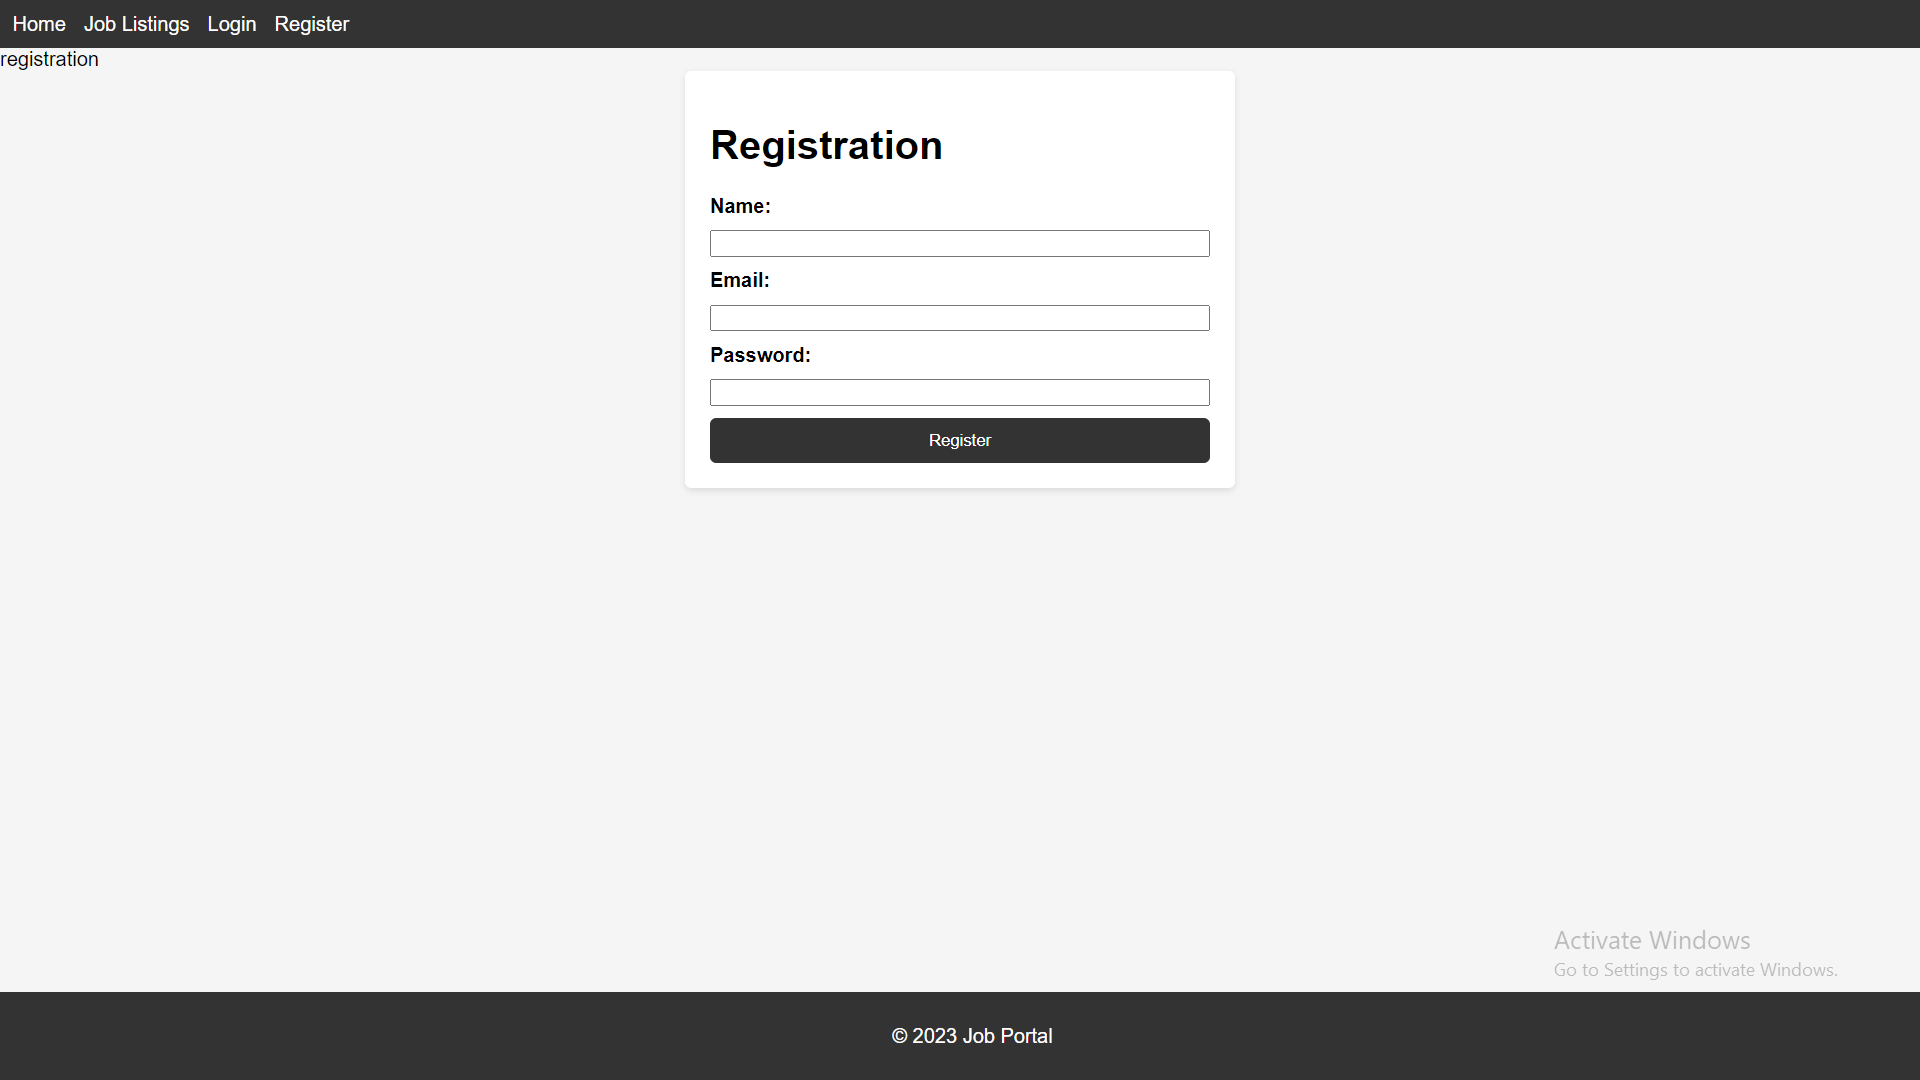 Home Job Listings Login Register
registration
Registration
Name:
Email:
Password:
Register
Activate Windows
Go to Settings to activate Windows.
© 2023 Job Portal